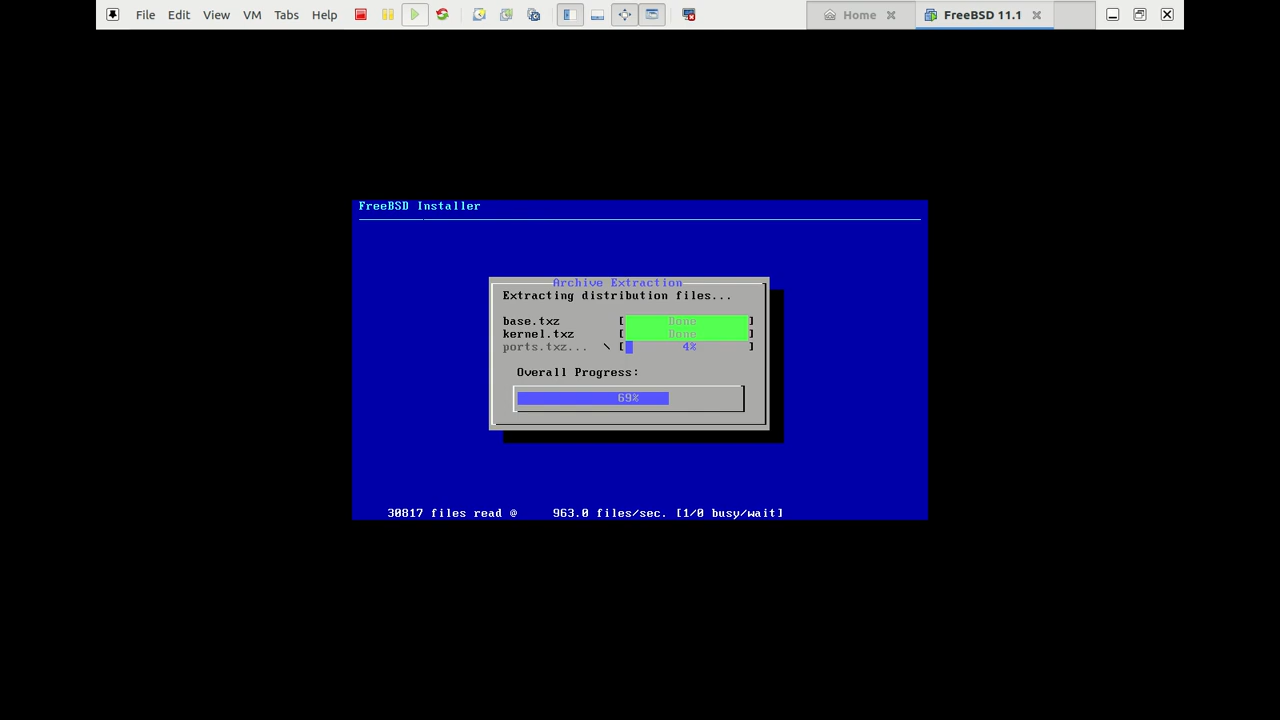 File Edit View VM Tabs Help Home FreeBSD 11.1
FreeBSD Installer
Archive Extraction
Extracting distribution files...
base.txz [ Done ]
kernel.txz [ Done ]
ports.txz... \ [ 4% ]
Overall Progress:
69%
30817 files read @ 963.0 files/sec. [1/0 busy/wait]